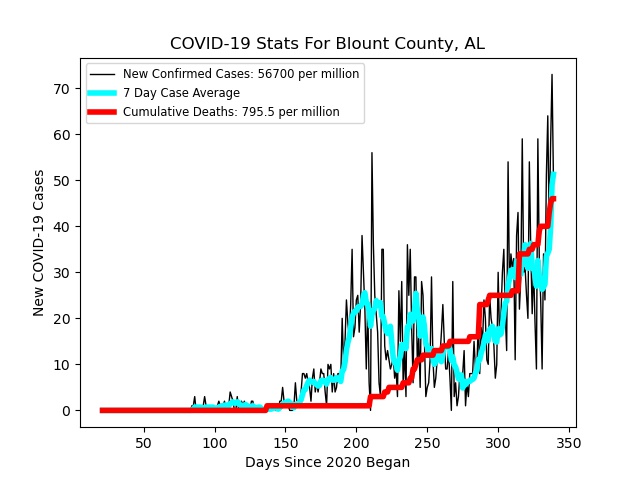 COVID-19 Stats For Blount County, AL
New Confirmed Cases: 56700 per million
7 Day Case Average
Cumulative Deaths: 795.5 per million
New COVID-19 Cases
70
60
50
40
30
20
10
0
50 100 150 200 250 300 350
Days Since 2020 Began